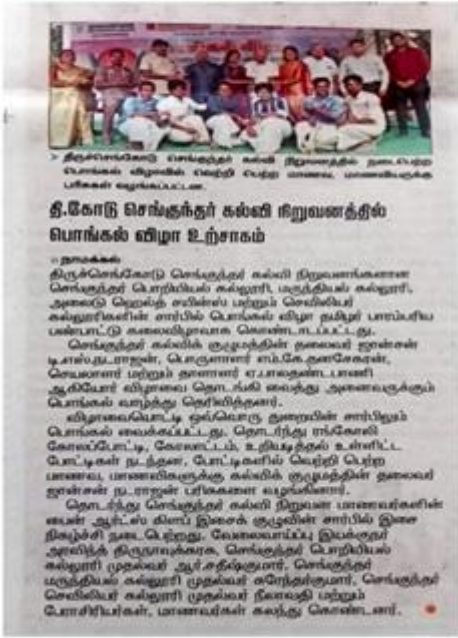 > திருச்செங்கோடு செங்குந்தர் கல்வி நிறுவனத்தில் நடைபெற்ற
பொங்கல் விழாவில் வெற்றி பெற்ற மாணவ, மாணவியருக்கு
பரிசுகள் வழங்கப்பட்டன.
தி.கோடு செங்குந்தர் கல்வி நிறுவனத்தில்
பொங்கல் விழா உற்சாகம்
» நாமக்கல்
திருச்செங்கோடு செங்குந்தர் கல்வி நிறுவனங்களான
செங்குந்தர் பொறியியல் கல்லூரி, மருந்தியல் கல்லூரி,
அலைடு ஹெல்த் சயின்ஸ் மற்றும் செவிலியர்
கல்லூரிகளின் சார்பில் பொங்கல் விழா தமிழர் பாரம்பரிய
பண்பாட்டு கலைவிழாவாக கொண்டாடப்பட்டது.
செங்குந்தர் கல்விக் குழுமத்தின் தலைவர் ஜான்சன்
டி.எஸ்.நடராஜன், பொருளாளர் எம்.கே.தனசேகரன்,
செயலாளர் மற்றும் தாளாளர் ஏ.பாலதண்டபாணி
ஆகியோர் விழாவை தொடங்கி வைத்து அனைவருக்கும்
பொங்கல் வாழ்த்து தெரிவித்தனர்.
விழாவையொட்டி ஒவ்வொரு துறையின் சார்பிலும்
பொங்கல் வைக்கப்பட்டது. தொடர்ந்து ரங்கோலி
கோலப்போட்டி, கோலாட்டம், உறியடித்தல் உள்ளிட்ட
போட்டிகள் நடந்தன, போட்டிகளில் வெற்றி பெற்ற
மாணவ, மாணவிகளுக்கு கல்விக் குழுமத்தின் தலைவர்
ஜான்சன் நடராஜன் பரிசுகளை வழங்கினார்.
தொடர்ந்து செங்குந்தர் கல்வி நிறுவன மாணவர்களின்
பைன் ஆர்ட்ஸ் கிளப் இசைக் குழுவின் சார்பில் இசை
நிகழ்ச்சி நடைபெற்றது. வேலைவாய்ப்பு இயக்குநர்
அரவிந்த் திருநாவுக்கரசு, செங்குந்தர் பொறியியல்
கல்லூரி முதல்வர் ஆர்.சதீஷ்குமார், செங்குந்தர்
மருந்தியல் கல்லூரி முதல்வர் சுரேந்தர்குமார், செங்குந்தர்
செவிலியர் கல்லூரி முதல்வர் நீலாவதி மற்றும்
பேராசிரியர்கள், மாணவர்கள் கலந்து கொண்டனர்.